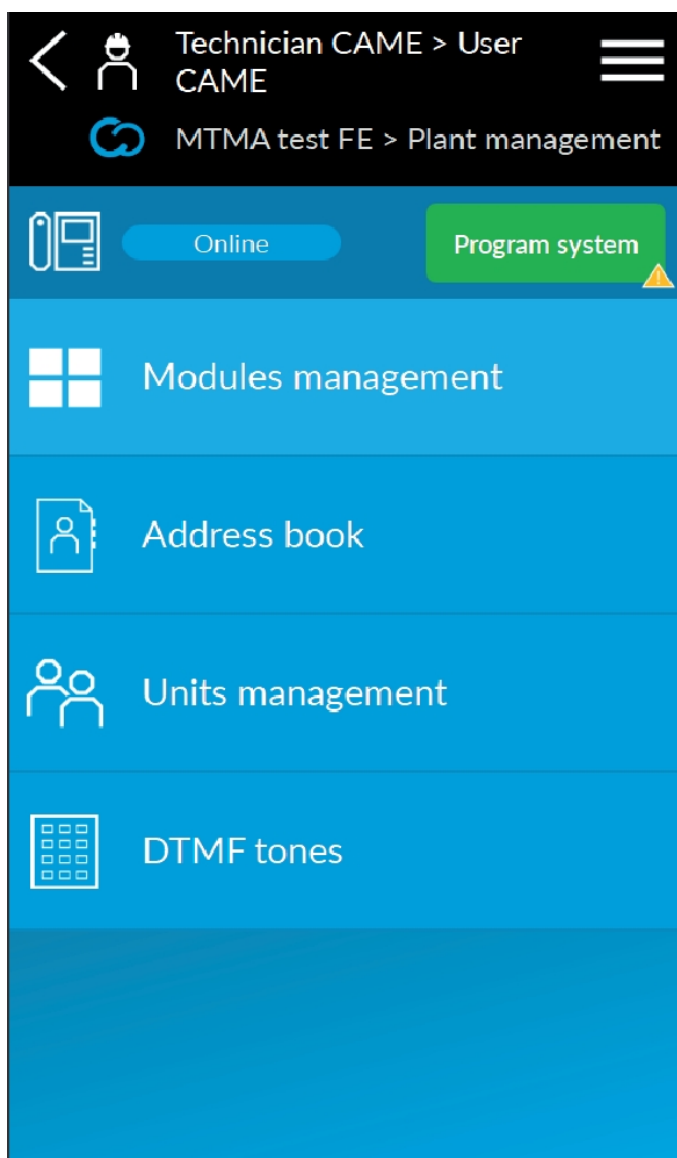 Technician CAME > User
CAME
MTMA test FE > Plant management
Online
Program system
Modules management
Address book
Units management
DTMF tones